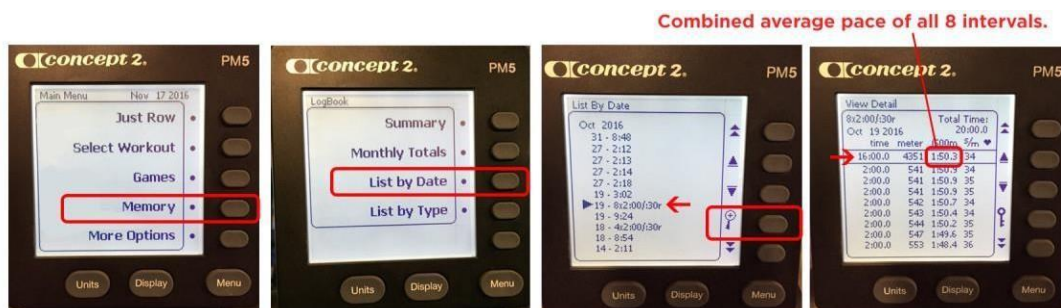 Combined average pace of all 8 intervals.
concept 2.
PM5
Main Menu Nov 17 2016
Just Row
Select Workout
Games
Memory
More Options
Units Display Menu
concept 2.
PM5
LogBook
Summary
Monthly Totals
List by Date
List by Type
Units Display Menu
concept 2.
PM5
List By Date
Oct 2016
31 - 8:48
27 - 2:12
27 - 2:13
27 - 2:14
27 - 2:18
19 - 3:02
19 - 8x2:00/:30r
19 - 9:24
18 - 4x2:00/:30r
18 - 8:54
14 - 2:11
Units Display Menu
concept 2.
PM5
View Detail
8x2:00/:30r Total Time:
Oct 19 2016 20:00.0
time meter /500m s/m
16:00.0 4351 1:50.3 34
2:00.0 541 1:50.9 34
2:00.0 541 1:50.9 35
2:00.0 541 1:50.9 35
2:00.0 542 1:50.7 34
2:00.0 543 1:50.4 34
2:00.0 544 1:50.2 35
2:00.0 547 1:49.6 35
2:00.0 553 1:48.4 36
Units Display Menu